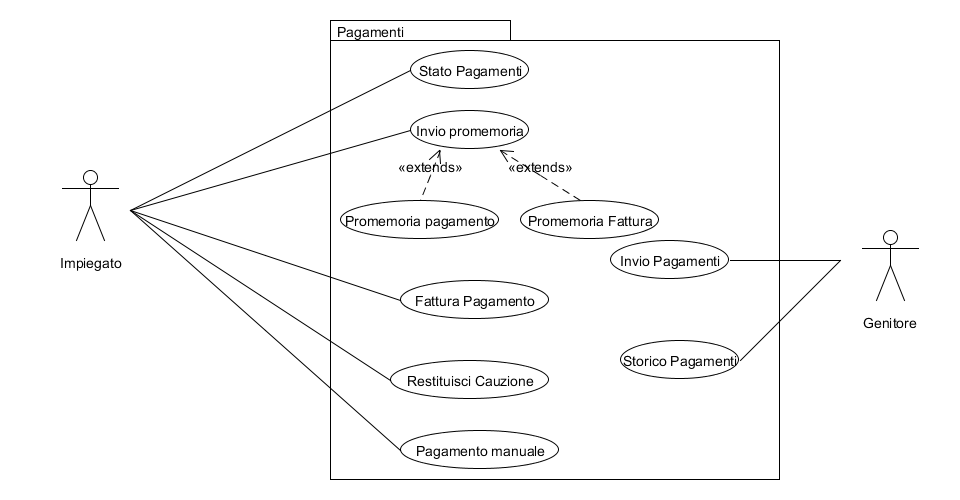 Pagamenti
Stato Pagamenti
Invio promemoria
«extends»
«extends»
Promemoria pagamento
Promemoria Fattura
Invio Pagamenti
Impiegato
Fattura Pagamento
Genitore
Storico Pagamenti
Restituisci Cauzione
Pagamento manuale